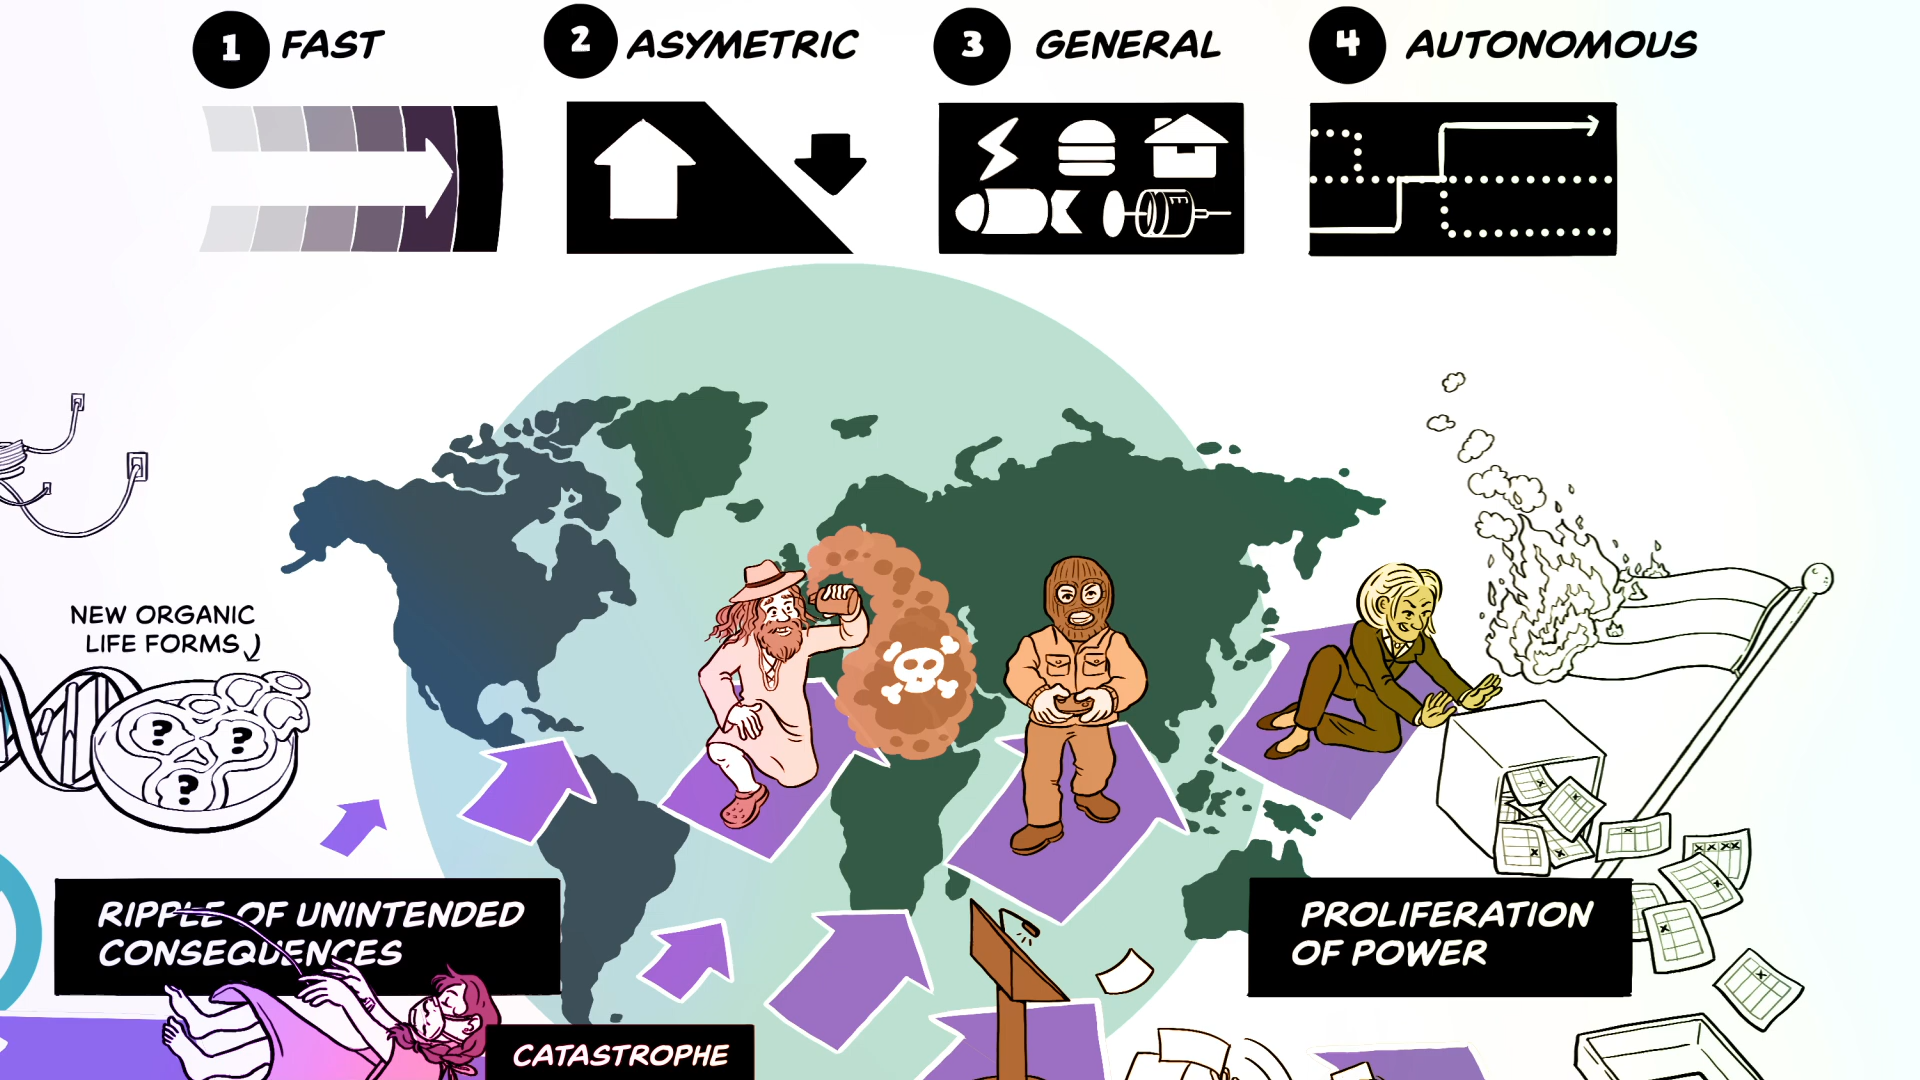 1 FAST
2 ASYMETRIC
3 GENERAL
4 AUTONOMOUS
NEW ORGANIC
LIFE FORMS
? ?
?
RIPPLE OF UNINTENDED
CONSEQUENCES
PROLIFERATION
OF POWER
CATASTROPHE